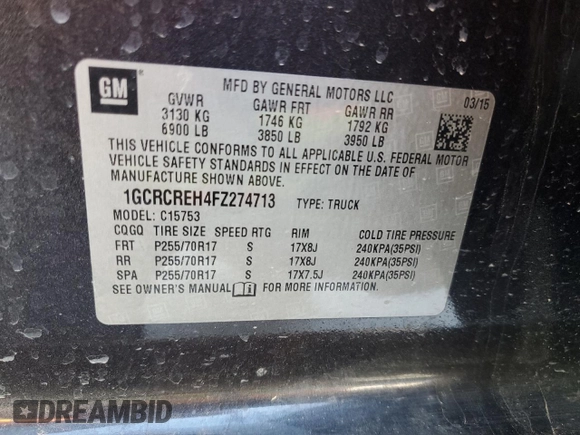 GM
MFD BY GENERAL MOTORS LLC 03/15
GVWR GAWR FRT GAWR RR
3130 KG 1746 KG 1792 KG
6900 LB 3850 LB 3950 LB
THIS VEHICLE CONFORMS TO ALL APPLICABLE U.S. FEDERAL MOTOR
VEHICLE SAFETY STANDARDS IN EFFECT ON THE DATE OF
MANUFACTURE SHOWN ABOVE.
1GCRCREH4FZ274713 TYPE: TRUCK
MODEL: C15753
CQGQ TIRE SIZE SPEED RTG RIM COLD TIRE PRESSURE
FRT P255/70R17 S 17X8J 240KPA(35PSI)
RR P255/70R17 S 17X8J 240KPA(35PSI)
SPA P255/70R17 S 17X7.5J 240KPA(35PSI)
SEE OWNER'S MANUAL FOR MORE INFORMATION.
DREAMBID